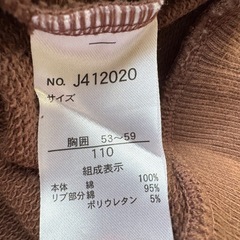 NO. J412020
サイズ
胸囲 53~59
110
組成表示
本体 綿 100%
リブ部分綿 95%
ポリウレタン 5%